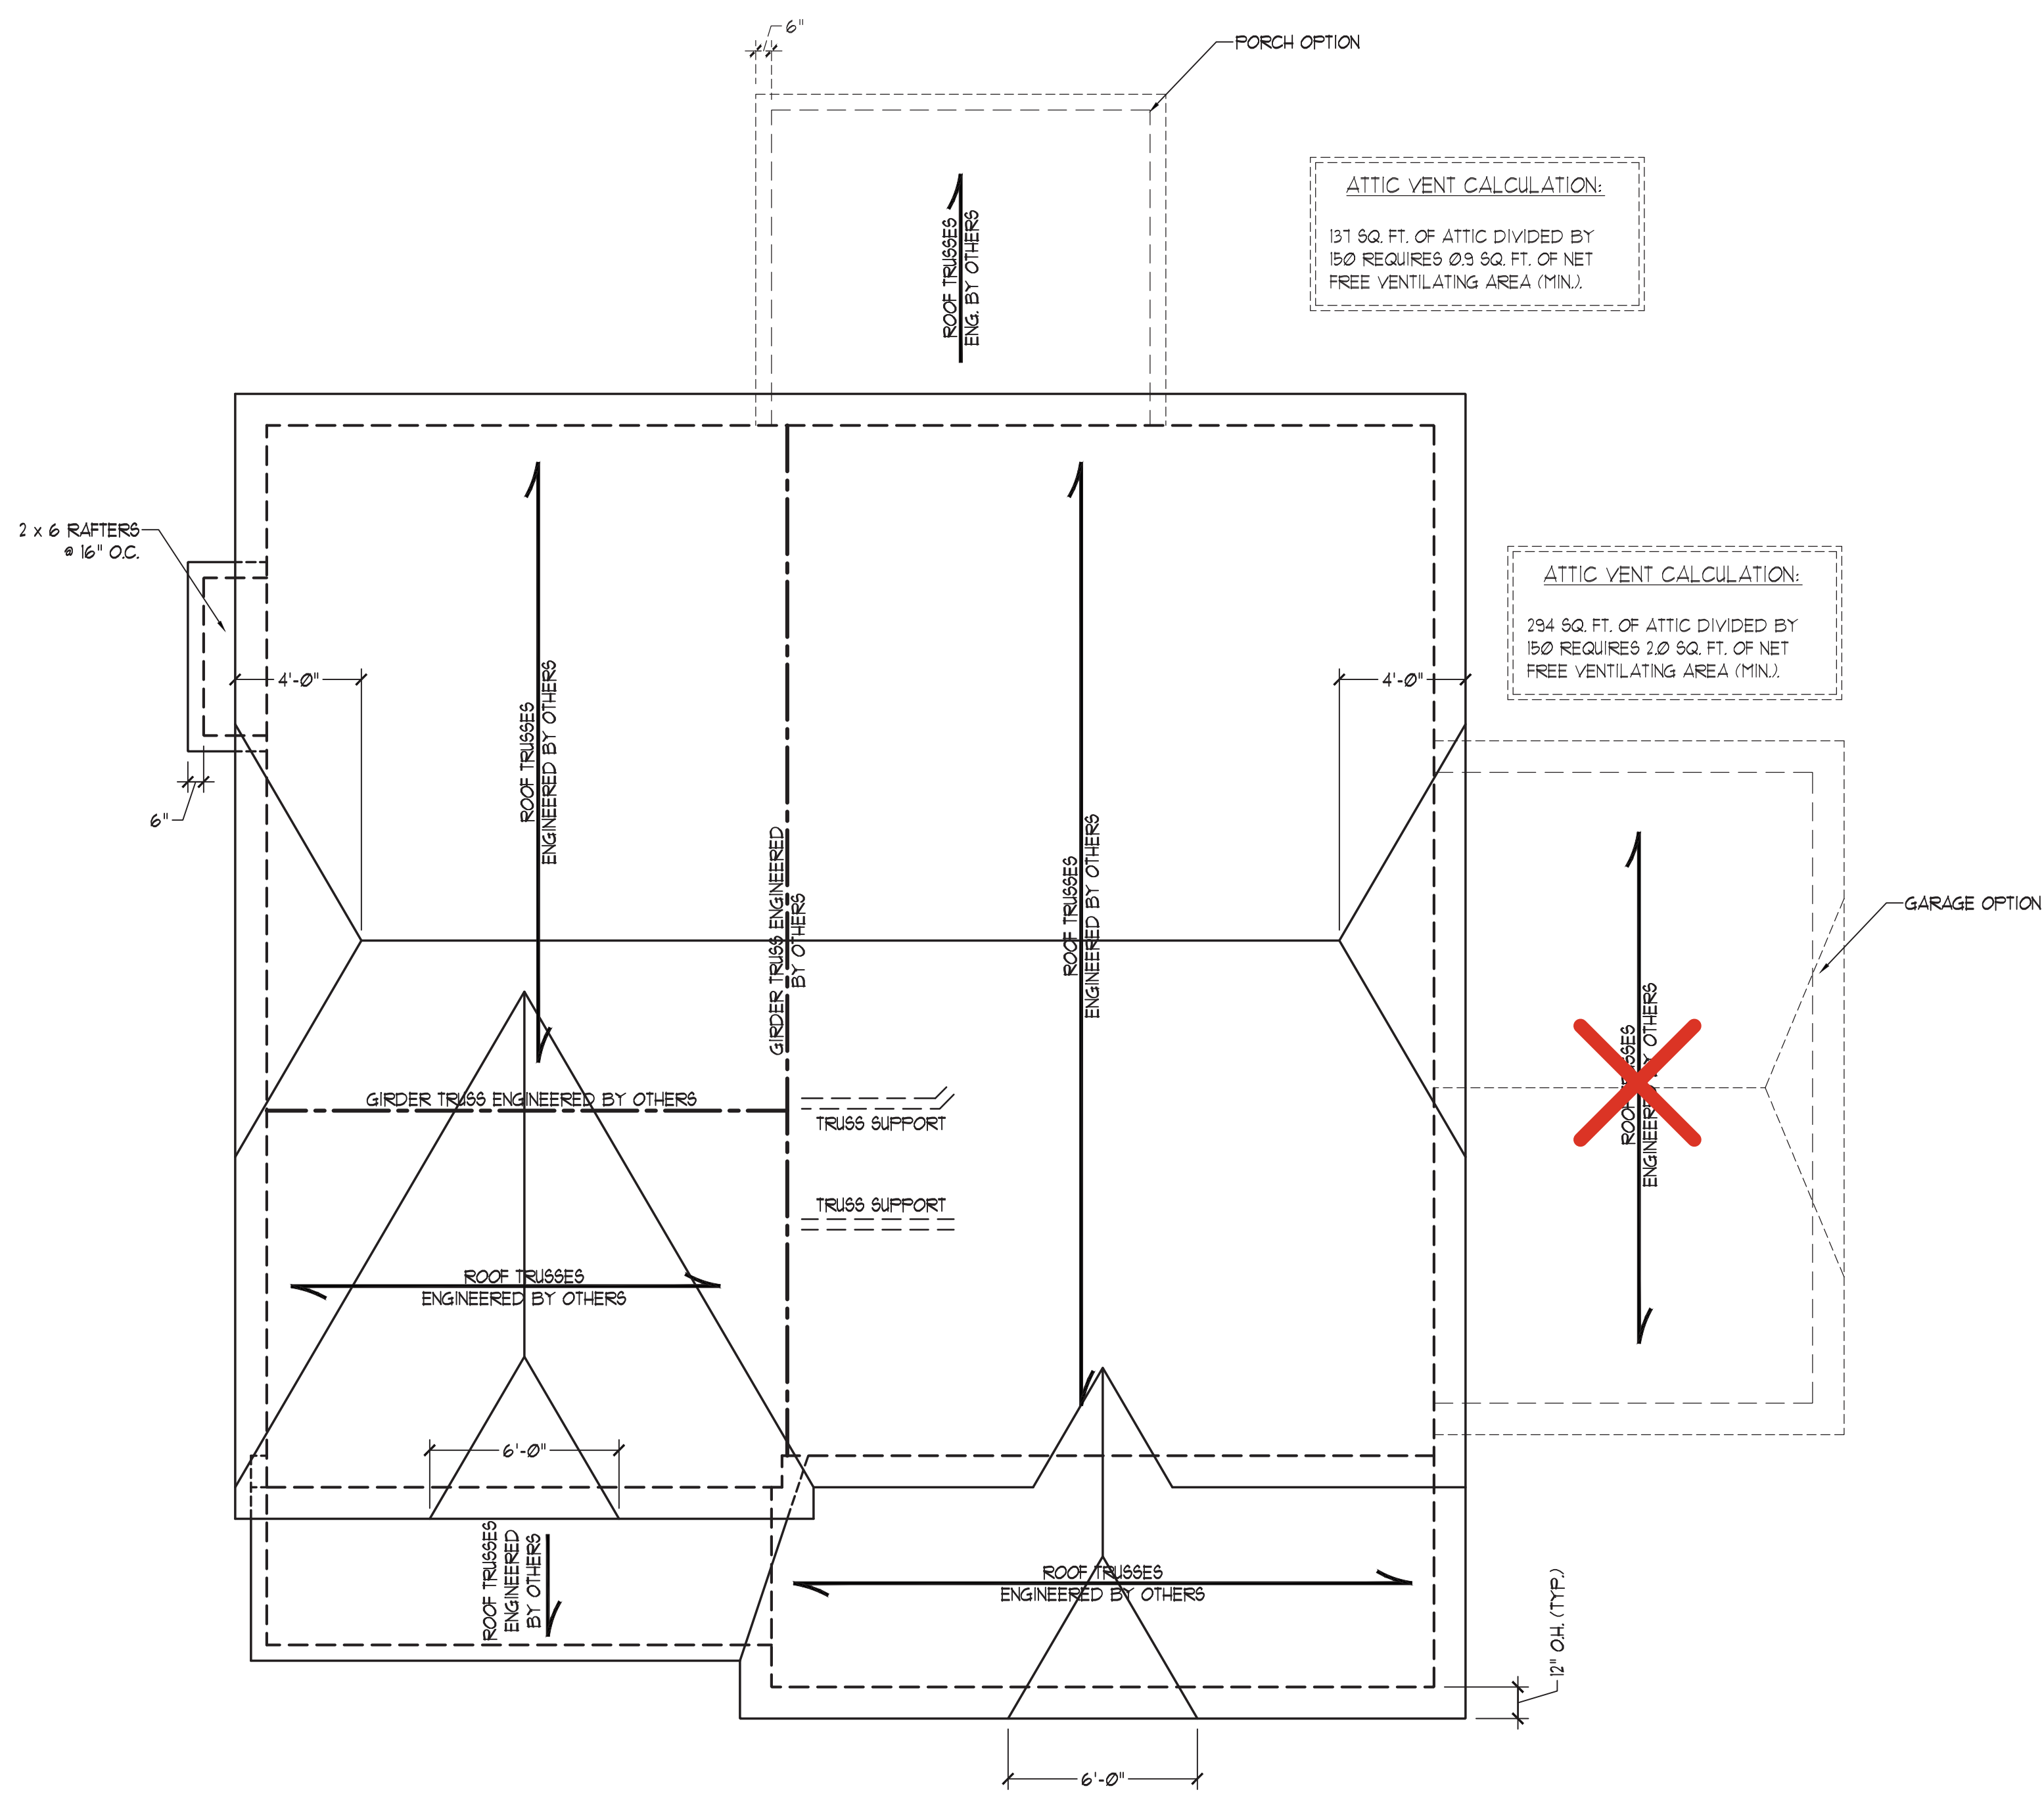 6"
PORCH OPTION
ROOF TRUSSES
ENG. BY OTHERS
ATTIC VENT CALCULATION:
137 SQ. FT. OF ATTIC DIVIDED BY
150 REQUIRES 0.9 SQ. FT. OF NET
FREE VENTILATING AREA (MIN.).
2 x 6 RAFTERS
@ 16" O.C.
ATTIC VENT CALCULATION:
294 SQ. FT. OF ATTIC DIVIDED BY
150 REQUIRES 2.0 SQ. FT. OF NET
FREE VENTILATING AREA (MIN.).
4'-0"
4'-0"
ROOF TRUSSES
ENGINEERED BY OTHERS
6"
GIRDER TRUSS ENGINEERED
BY OTHERS
ROOF TRUSSES
ENGINEERED BY OTHERS
GARAGE OPTION
ENGINEERED BY OTHERS
GIRDER TRUSS ENGINEERED BY OTHERS
TRUSS SUPPORT
TRUSS SUPPORT
ROOF TRUSSES
ENGINEERED BY OTHERS
6'-0"
ROOF TRUSSES
ENGINEERED
BY OTHERS
ROOF TRUSSES
ENGINEERED BY OTHERS
12" O.H. (TYP.)
6'-0"